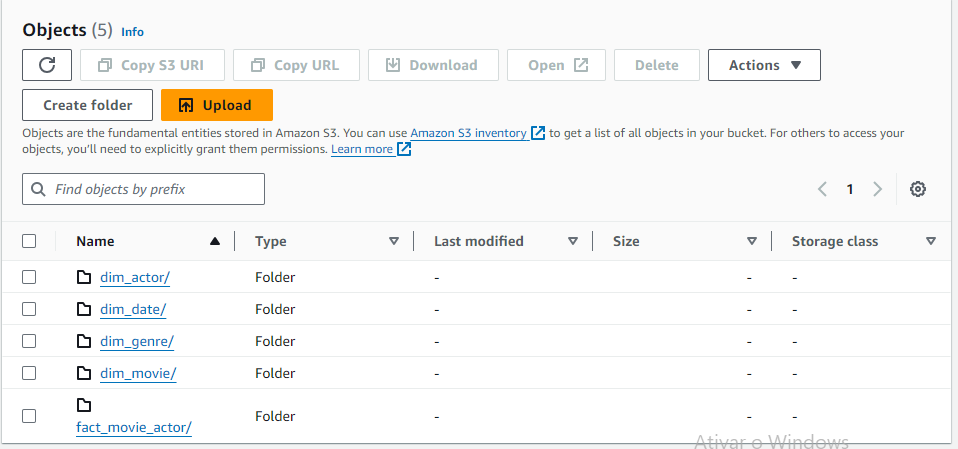 Objects (5) Info
Copy S3 URI Copy URL Download Open Delete Actions
Create folder Upload
Objects are the fundamental entities stored in Amazon S3. You can use Amazon S3 inventory to get a list of all objects in your bucket. For others to access your
objects, you'll need to explicitly grant them permissions. Learn more
Find objects by prefix 1
Name Type Last modified Size Storage class
dim_actor/ Folder - - -
dim_date/ Folder - - -
dim_genre/ Folder - - -
dim_movie/ Folder - - -
fact_movie_actor/ Folder - - -
Ativar o Windows